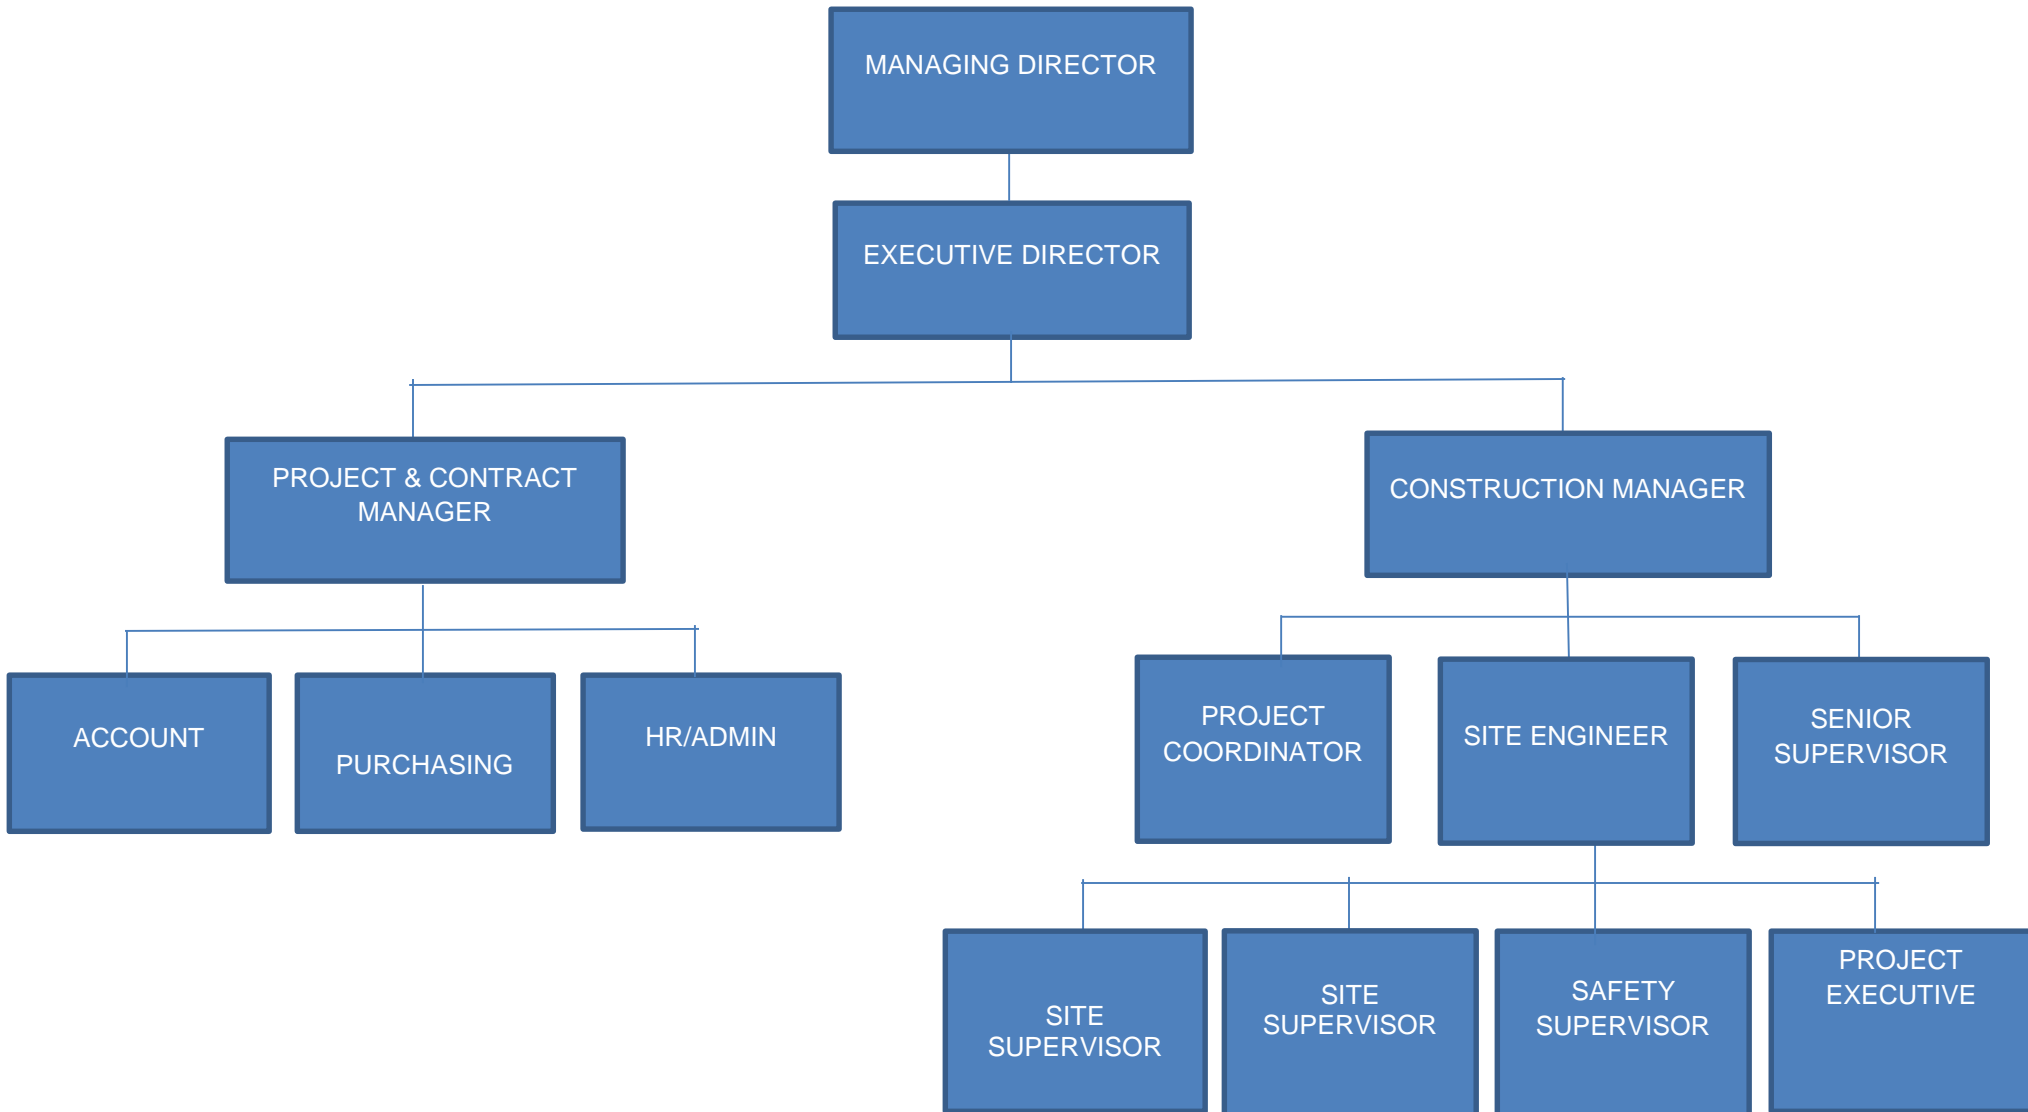 MANAGING DIRECTOR
EXECUTIVE DIRECTOR
PROJECT & CONTRACT
MANAGER
CONSTRUCTION MANAGER
ACCOUNT
PURCHASING
HR/ADMIN
PROJECT
COORDINATOR
SITE ENGINEER
SENIOR
SUPERVISOR
SITE
SUPERVISOR
SITE
SUPERVISOR
SAFETY
SUPERVISOR
PROJECT
EXECUTIVE